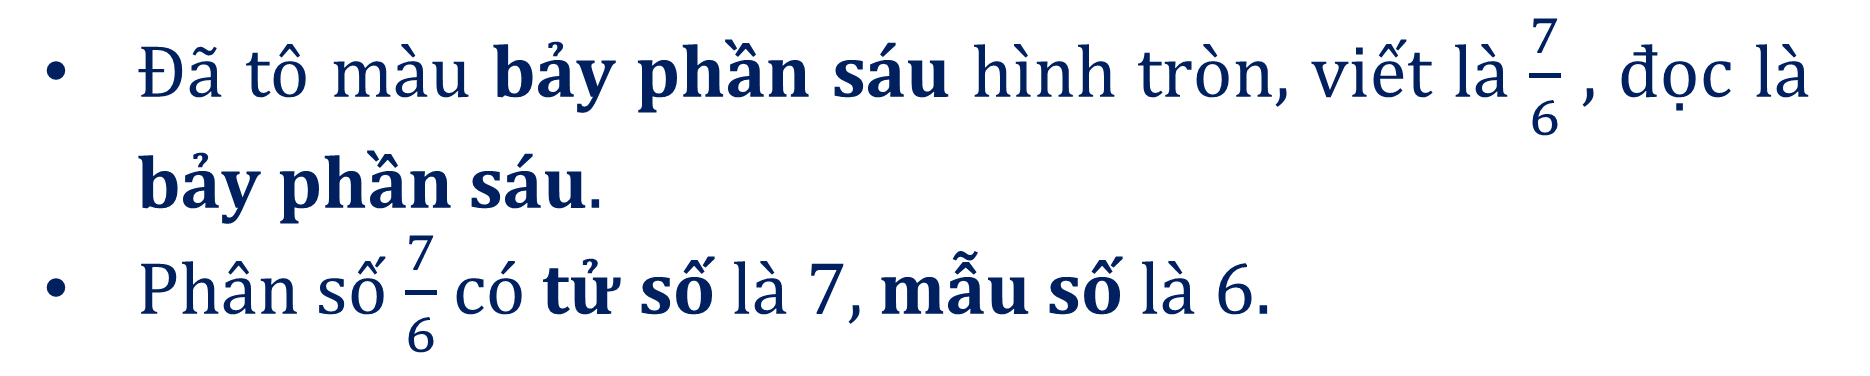 • Đã tô màu bảy phần sáu hình tròn, viết là 7/6 , đọc là
bảy phần sáu.
• Phân số 7/6 có tử số là 7, mẫu số là 6.